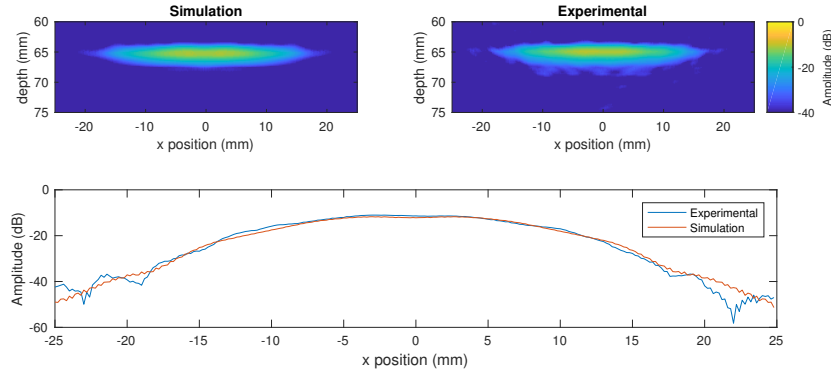 Simulation
Experimental
60
65
70
75
depth (mm)
-20 -10 0 10 20
x position (mm)
60
65
70
75
depth (mm)
-20 -10 0 10 20
x position (mm)
0
-20
-40
Amplitude (dB)
0
-20
-40
-60
Amplitude (dB)
Experimental
Simulation
-25 -20 -15 -10 -5 0 5 10 15 20 25
x position (mm)